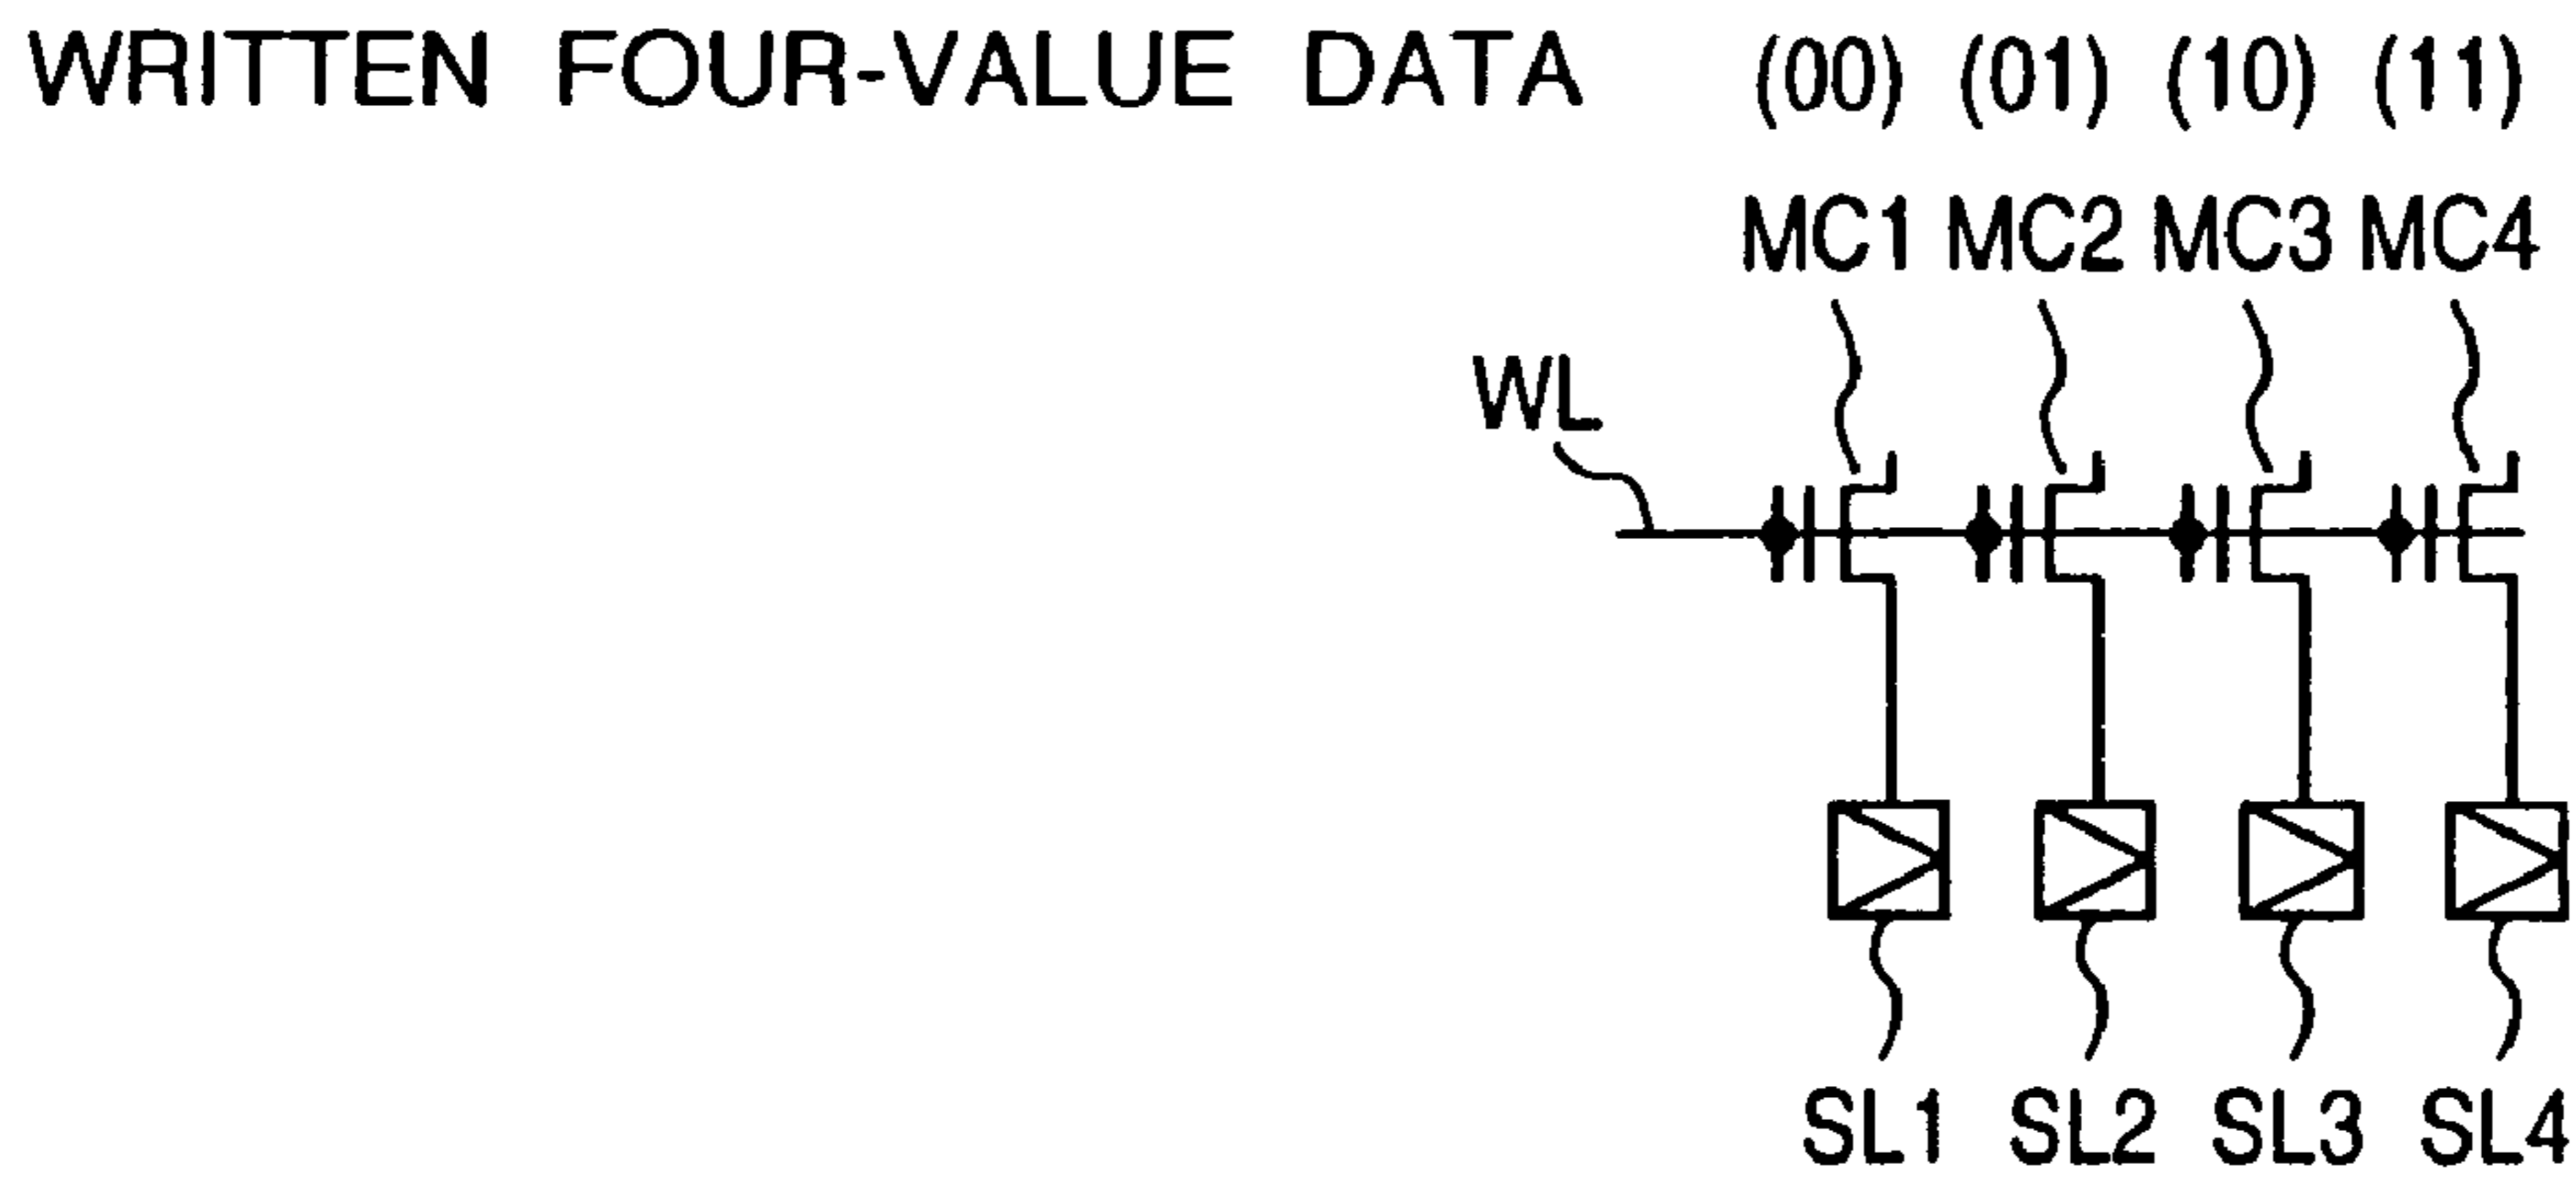 WRITTEN FOUR-VALUE DATA (00) (01) (10) (11)
MC1 MC2 MC3 MC4
WL
SL1 SL2 SL3 SL4